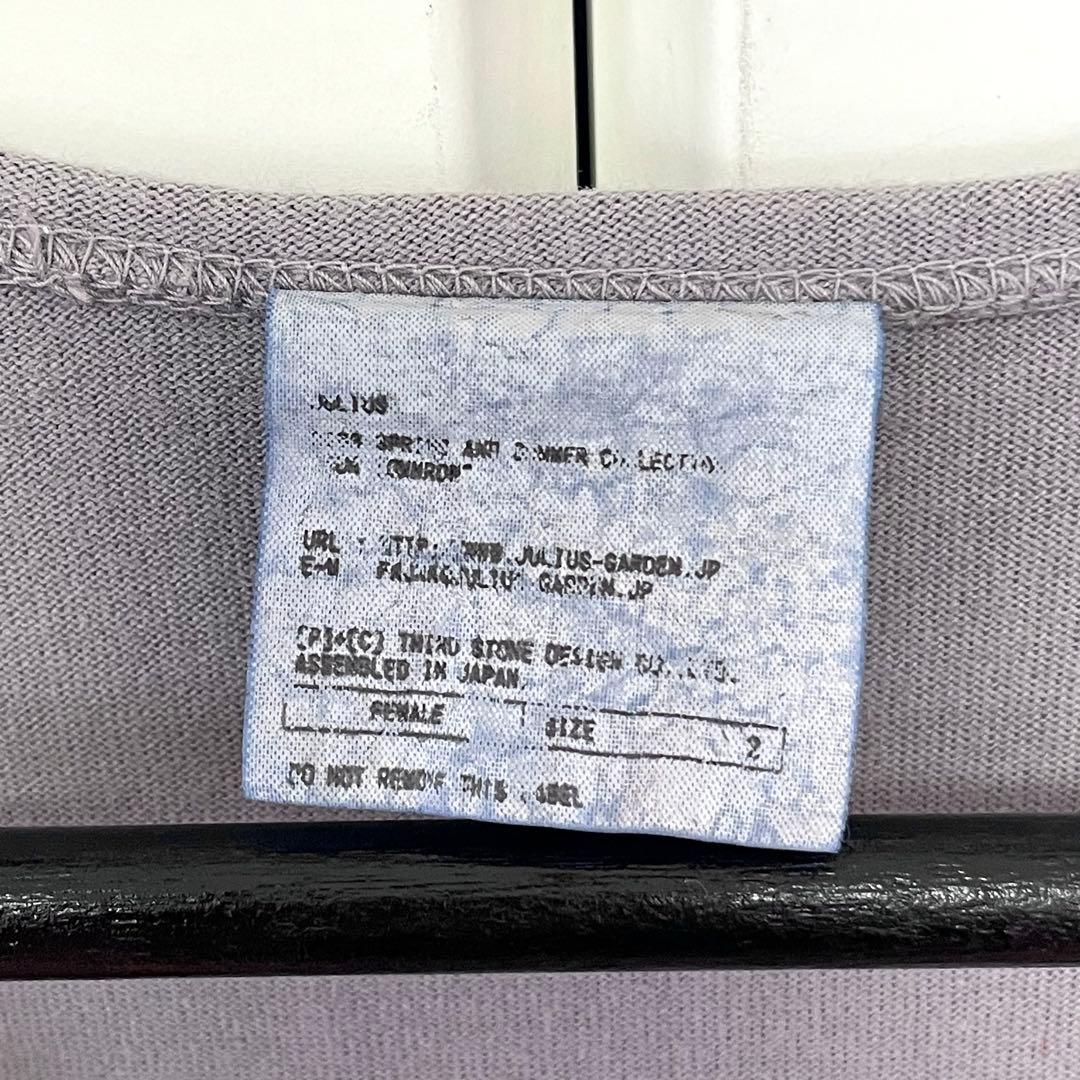 JULIUS
SPRING AND SUMMER COLLECTION
URL : HTTP: WWW.JULIUS-GARDEN.JP
E-M
(P)&(C) THIRD STONE DESIGN CO.,LTD.
ASSEMBLED IN JAPAN
FEMALE SIZE 2
DO NOT REMOVE THIS LABEL